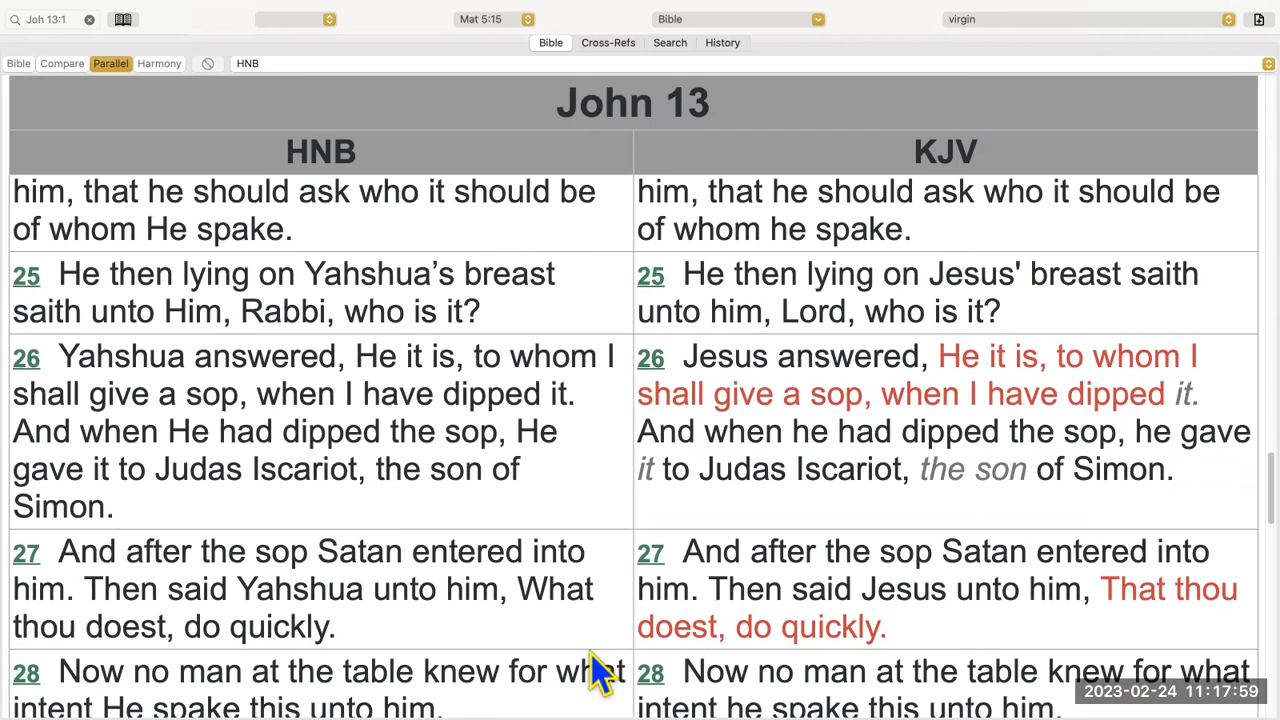 Joh 13:1
Mat 5:15
Bible
virgin
Bible Cross-Refs Search History
Bible Compare Parallel Harmony HNB
John 13
HNB
him, that he should ask who it should be
of whom He spake.
25 He then lying on Yahshua’s breast
saith unto Him, Rabbi, who is it?
26 Yahshua answered, He it is, to whom I
shall give a sop, when I have dipped it.
And when He had dipped the sop, He
gave it to Judas Iscariot, the son of
Simon.
27 And after the sop Satan entered into
him. Then said Yahshua unto him, What
thou doest, do quickly.
28 Now no man at the table knew for what
intent He spake this unto him.
KJV
him, that he should ask who it should be
of whom he spake.
25 He then lying on Jesus' breast saith
unto him, Lord, who is it?
26 Jesus answered, He it is, to whom I
shall give a sop, when I have dipped it.
And when he had dipped the sop, he gave
it to Judas Iscariot, the son of Simon.
27 And after the sop Satan entered into
him. Then said Jesus unto him, That thou
doest, do quickly.
28 Now no man at the table knew for what
intent he spake this unto him.
2023-02-24 11:17:59